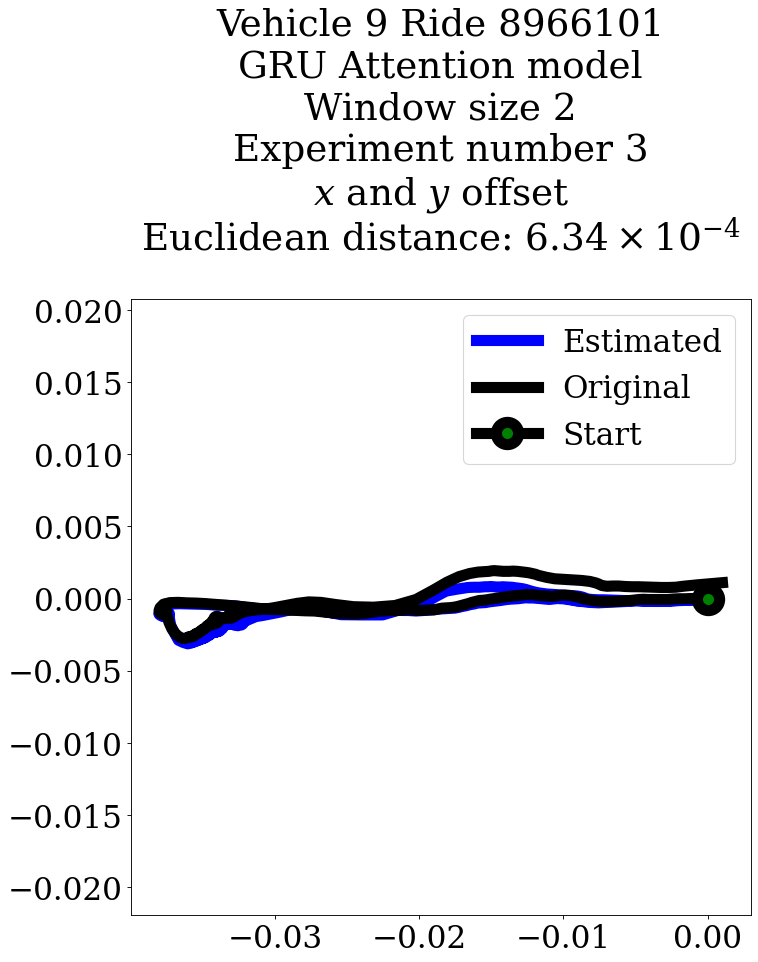 Vehicle 9 Ride 8966101
GRU Attention model
Window size 2
Experiment number 3
x and y offset
Euclidean distance: 6.34 × 10⁻⁴
Estimated
Original
Start
0.020
0.015
0.010
0.005
0.000
−0.005
−0.010
−0.015
−0.020
−0.03 −0.02 −0.01 0.00